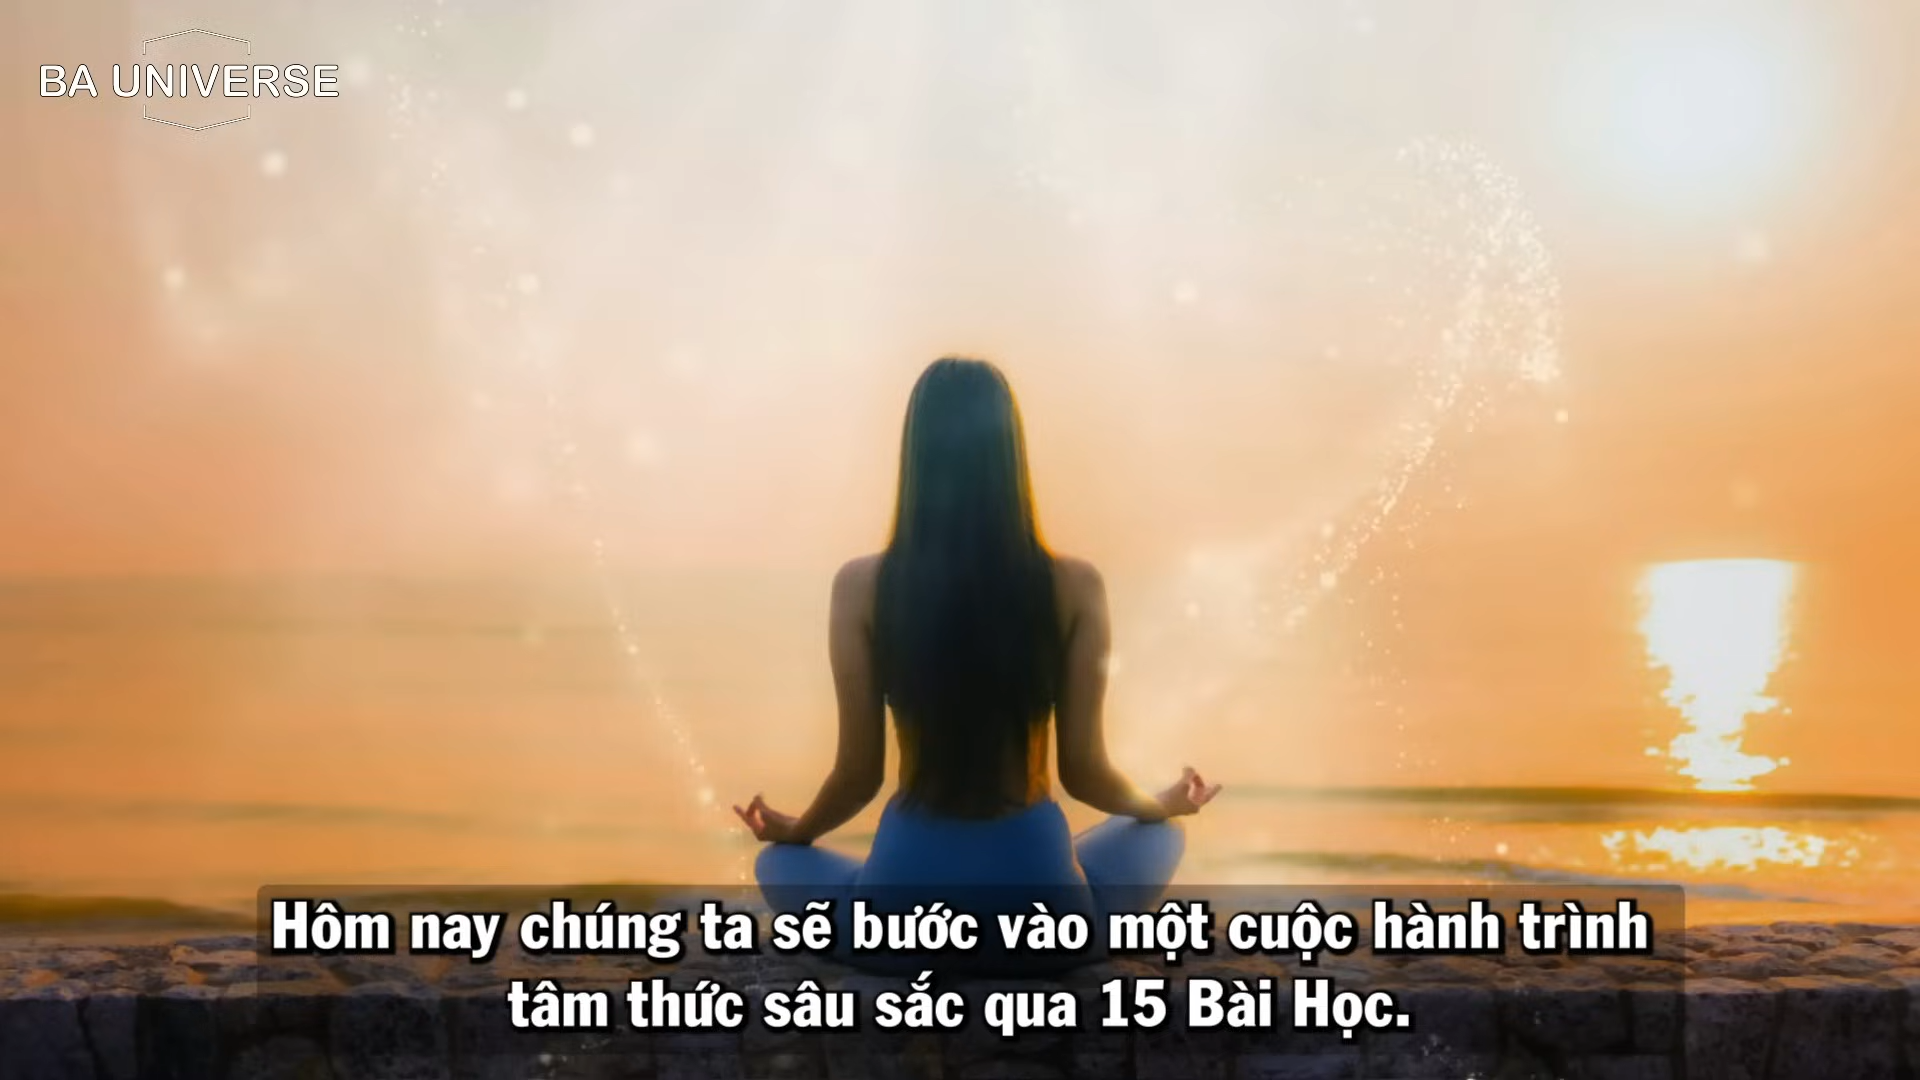 BA UNIVERSE
Hôm nay chúng ta sẽ bước vào một cuộc hành trình
tâm thức sâu sắc qua 15 Bài Học.